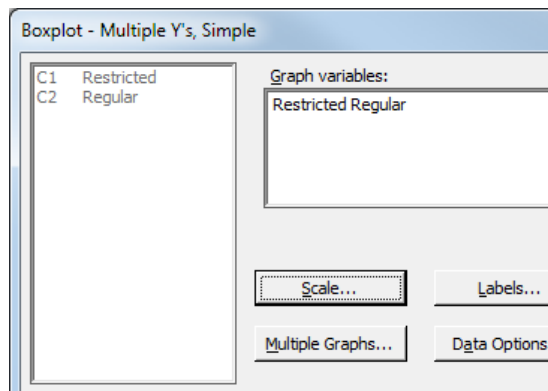 Boxplot - Multiple Y's, Simple
C1 Restricted
C2 Regular
Graph variables:
Restricted Regular
Scale...
Labels...
Multiple Graphs...
Data Options